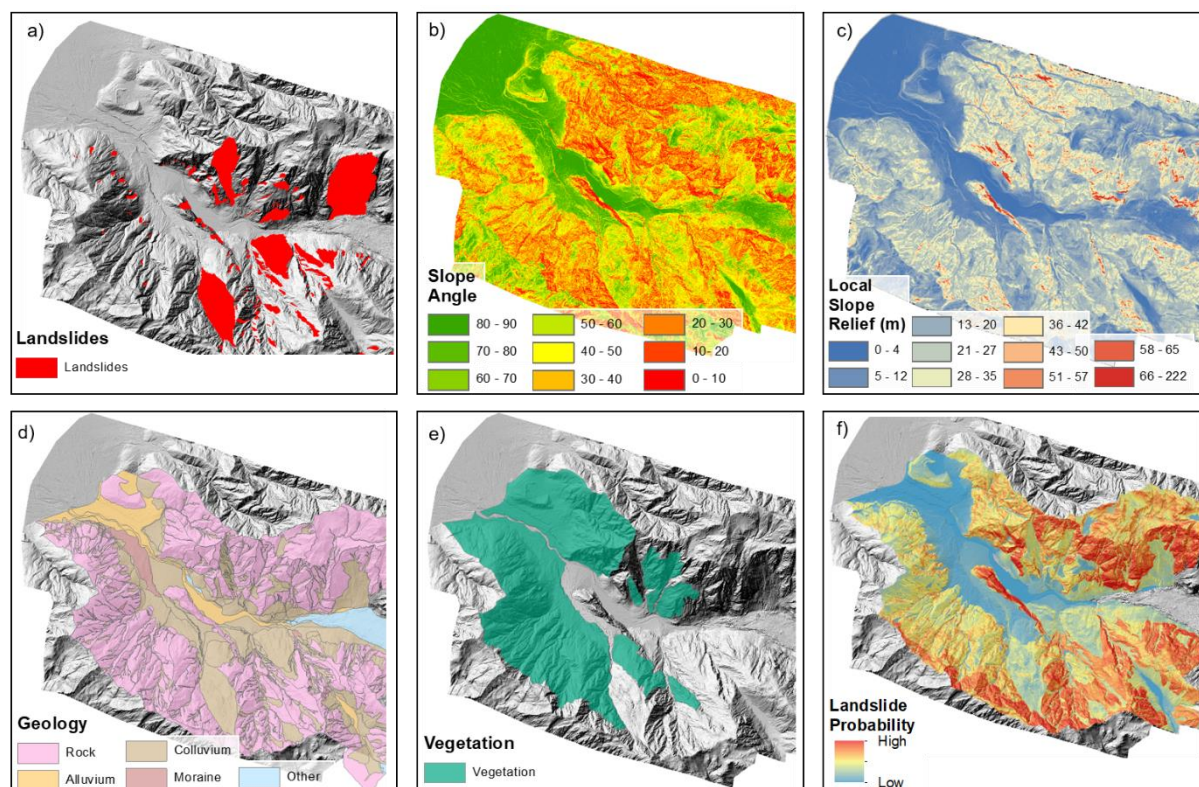 a)
Landslides
Landslides
b)
Slope
Angle
80 - 90
50 - 60
20 - 30
70 - 80
40 - 50
10- 20
60 - 70
30 - 40
0 - 10
c)
Local
Slope
Relief (m)
13 - 20
36 - 42
0 - 4
21 - 27
43 - 50
58 - 65
5 - 12
28 - 35
51 - 57
66 - 222
d)
Geology
Rock
Colluvium
Alluvium
Moraine
Other
e)
Vegetation
Vegetation
f)
Landslide
Probability
High
Low